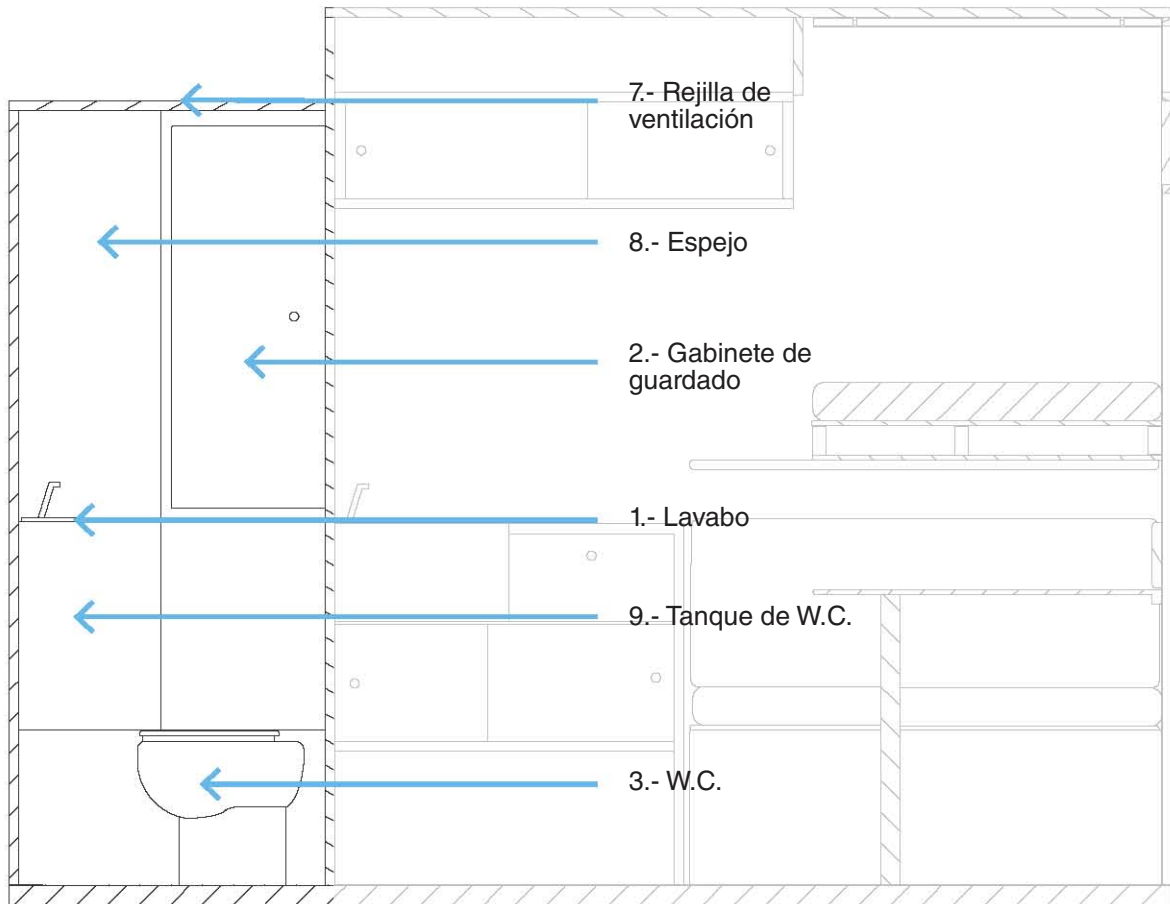 7.- Rejilla de
ventilación
8.- Espejo
2.- Gabinete de
guardado
1.- Lavabo
9.- Tanque de W.C.
3.- W.C.